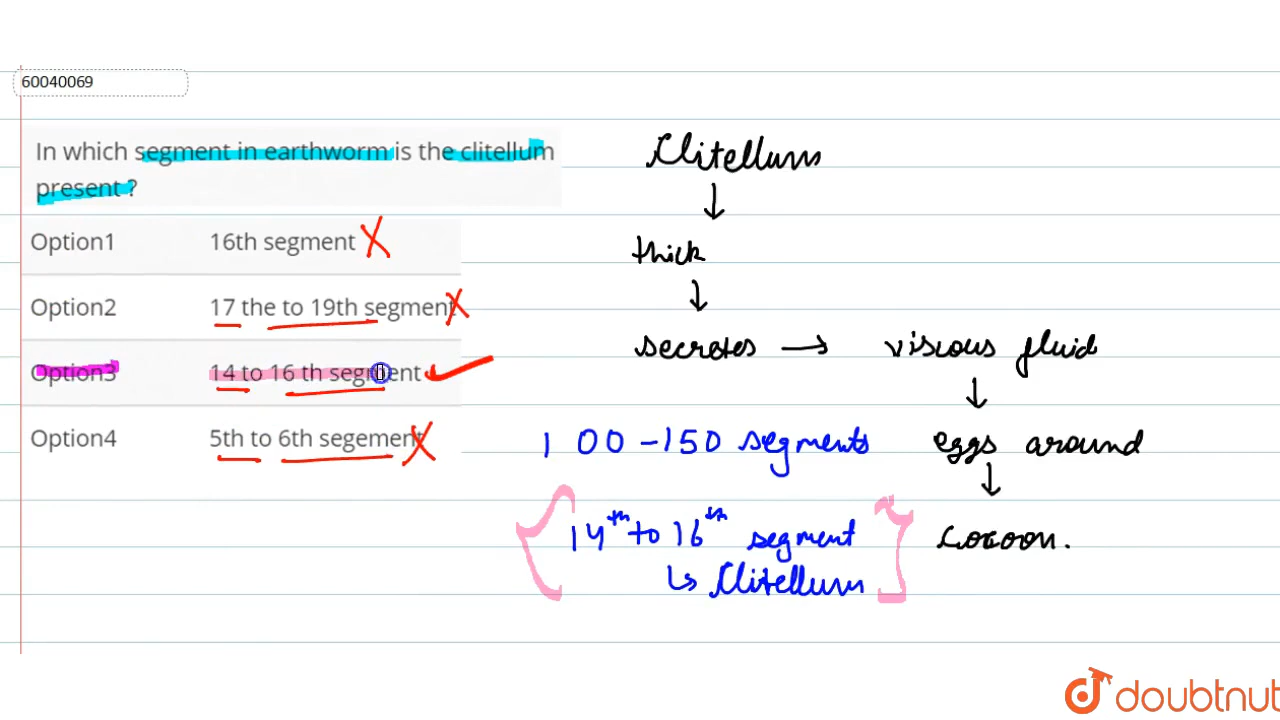 60040069
In which segment in earthworm is the clitellum
present ?
Option1 16th segment
Option2 17 the to 19th segment
Option3 14 to 16 th segment
Option4 5th to 6th segement
Clitellum
thick
secretes → viscous fluid
100-150 segments
eggs around
14th to 16th segment
↳ Clitellum
cocoon.
doubtnut